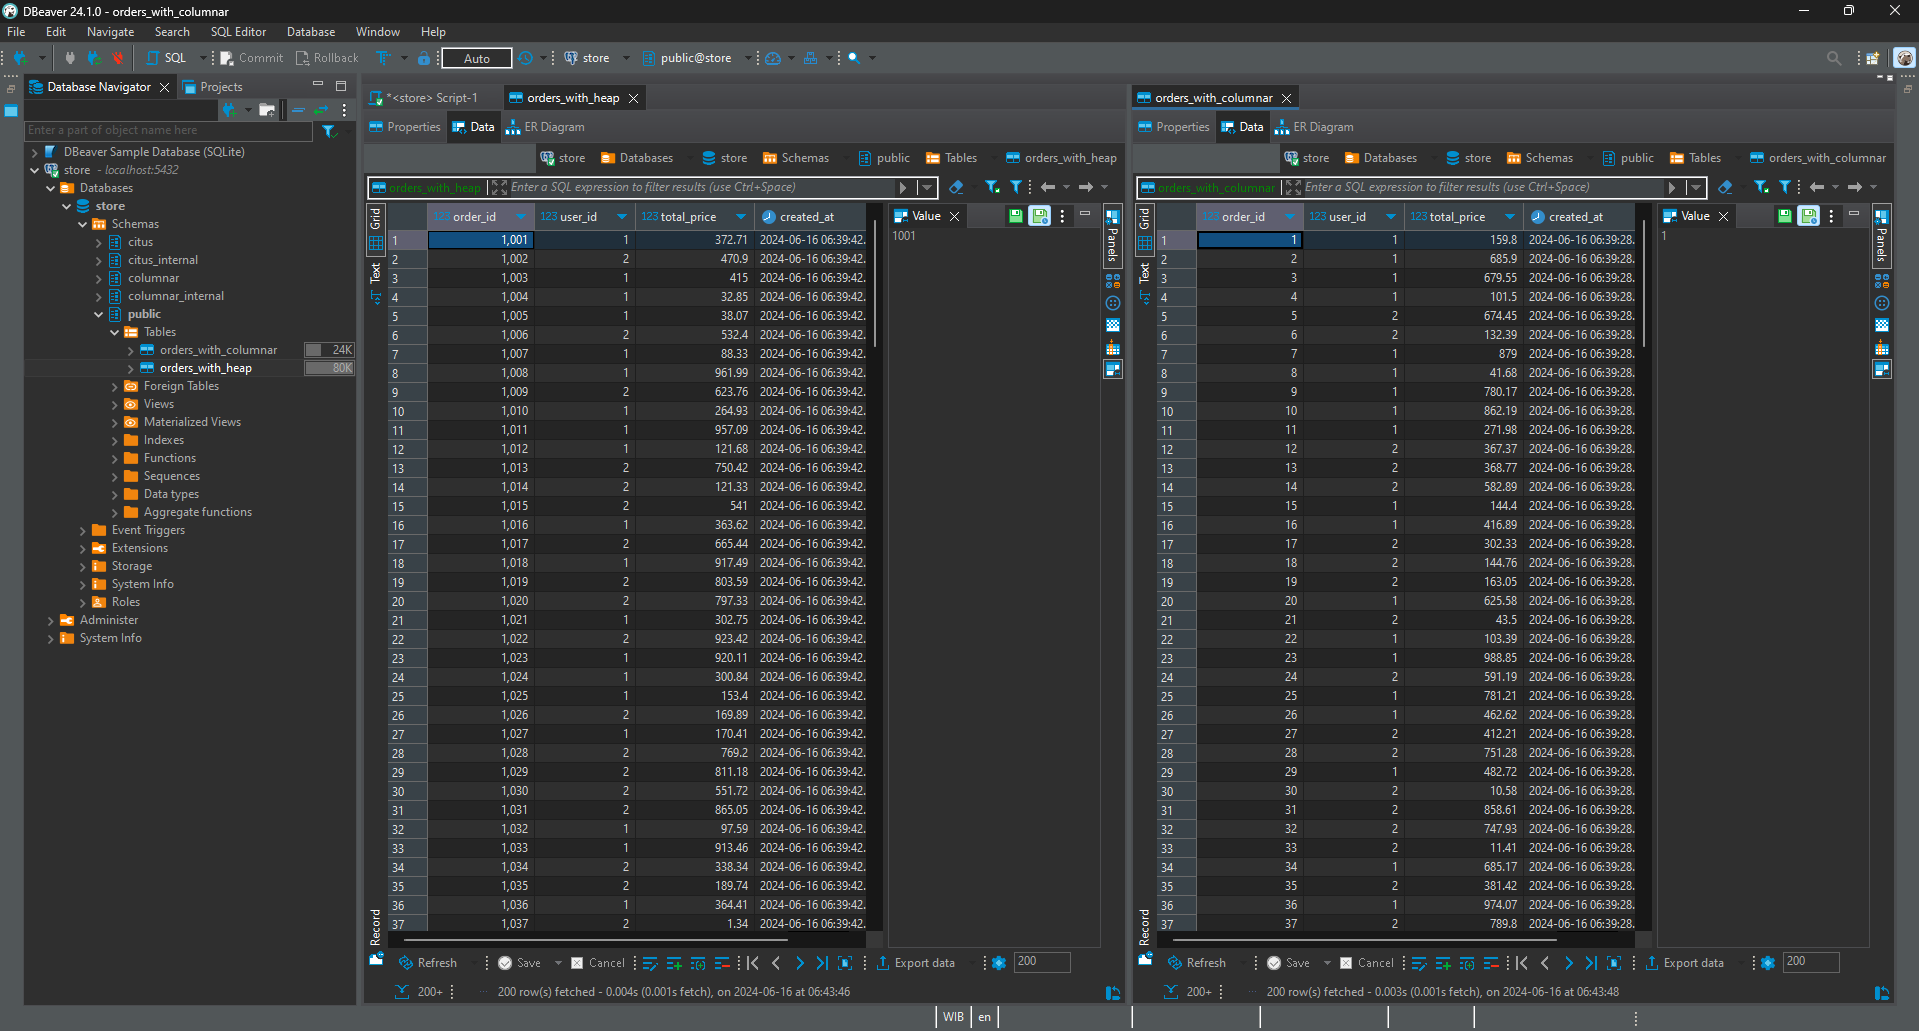 DBeaver 24.1.0 - orders_with_columnar
File Edit Navigate Search SQL Editor Database Window Help
SQL Commit Rollback Auto store public@store
Database Navigator Projects
Enter a part of object name here
DBeaver Sample Database (SQLite)
store - localhost:5432
Databases
store
Schemas
citus
citus_internal
columnar
columnar_internal
public
Tables
orders_with_columnar 24K
orders_with_heap 80K
Foreign Tables
Views
Materialized Views
Indexes
Functions
Sequences
Data types
Aggregate functions
Event Triggers
Extensions
Storage
System Info
Roles
Administer
System Info
*<store> Script-1 orders_with_heap
Properties Data ER Diagram
store Databases store Schemas public Tables orders_with_heap
orders_with_heap Enter a SQL expression to filter results (use Ctrl+Space)
Grid
Text
Record
123 order_id 123 user_id 123 total_price created_at
1 1,001 1 372.71 2024-06-16 06:39:42.
2 1,002 2 470.9 2024-06-16 06:39:42.
3 1,003 1 415 2024-06-16 06:39:42.
4 1,004 1 32.85 2024-06-16 06:39:42.
5 1,005 1 38.07 2024-06-16 06:39:42.
6 1,006 2 532.4 2024-06-16 06:39:42.
7 1,007 1 88.33 2024-06-16 06:39:42.
8 1,008 1 961.99 2024-06-16 06:39:42.
9 1,009 2 623.76 2024-06-16 06:39:42.
10 1,010 1 264.93 2024-06-16 06:39:42.
11 1,011 1 957.09 2024-06-16 06:39:42.
12 1,012 1 121.68 2024-06-16 06:39:42.
13 1,013 2 750.42 2024-06-16 06:39:42.
14 1,014 2 121.33 2024-06-16 06:39:42.
15 1,015 2 541 2024-06-16 06:39:42.
16 1,016 1 363.62 2024-06-16 06:39:42.
17 1,017 2 665.44 2024-06-16 06:39:42.
18 1,018 1 917.49 2024-06-16 06:39:42.
19 1,019 2 803.59 2024-06-16 06:39:42.
20 1,020 2 797.33 2024-06-16 06:39:42.
21 1,021 1 302.75 2024-06-16 06:39:42.
22 1,022 2 923.42 2024-06-16 06:39:42.
23 1,023 1 920.11 2024-06-16 06:39:42.
24 1,024 1 300.84 2024-06-16 06:39:42.
25 1,025 1 153.4 2024-06-16 06:39:42.
26 1,026 2 169.89 2024-06-16 06:39:42.
27 1,027 1 170.41 2024-06-16 06:39:42.
28 1,028 2 769.2 2024-06-16 06:39:42.
29 1,029 2 811.18 2024-06-16 06:39:42.
30 1,030 2 551.72 2024-06-16 06:39:42.
31 1,031 2 865.05 2024-06-16 06:39:42.
32 1,032 1 97.59 2024-06-16 06:39:42.
33 1,033 1 913.46 2024-06-16 06:39:42.
34 1,034 2 338.34 2024-06-16 06:39:42.
35 1,035 2 189.74 2024-06-16 06:39:42.
36 1,036 1 364.41 2024-06-16 06:39:42.
37 1,037 2 1.34 2024-06-16 06:39:42.
Value
1001
Panels
Refresh Save Cancel Export data 200
200+ 200 row(s) fetched - 0.004s (0.001s fetch), on 2024-06-16 at 06:43:46
orders_with_columnar
Properties Data ER Diagram
store Databases store Schemas public Tables orders_with_columnar
orders_with_columnar Enter a SQL expression to filter results (use Ctrl+Space)
Grid
Text
Record
123 order_id 123 user_id 123 total_price created_at
1 1 1 159.8 2024-06-16 06:39:28.
2 2 1 685.9 2024-06-16 06:39:28.
3 3 1 679.55 2024-06-16 06:39:28.
4 4 1 101.5 2024-06-16 06:39:28.
5 5 2 674.45 2024-06-16 06:39:28.
6 6 2 132.39 2024-06-16 06:39:28.
7 7 1 879 2024-06-16 06:39:28.
8 8 1 41.68 2024-06-16 06:39:28.
9 9 1 780.17 2024-06-16 06:39:28.
10 10 1 862.19 2024-06-16 06:39:28.
11 11 1 271.98 2024-06-16 06:39:28.
12 12 2 367.37 2024-06-16 06:39:28.
13 13 2 368.77 2024-06-16 06:39:28.
14 14 2 582.89 2024-06-16 06:39:28.
15 15 1 144.4 2024-06-16 06:39:28.
16 16 1 416.89 2024-06-16 06:39:28.
17 17 2 302.33 2024-06-16 06:39:28.
18 18 2 144.76 2024-06-16 06:39:28.
19 19 2 163.05 2024-06-16 06:39:28.
20 20 1 625.58 2024-06-16 06:39:28.
21 21 2 43.5 2024-06-16 06:39:28.
22 22 1 103.39 2024-06-16 06:39:28.
23 23 1 988.85 2024-06-16 06:39:28.
24 24 2 591.19 2024-06-16 06:39:28.
25 25 1 781.21 2024-06-16 06:39:28.
26 26 1 462.62 2024-06-16 06:39:28.
27 27 2 412.21 2024-06-16 06:39:28.
28 28 2 751.28 2024-06-16 06:39:28.
29 29 1 482.72 2024-06-16 06:39:28.
30 30 2 10.58 2024-06-16 06:39:28.
31 31 2 858.61 2024-06-16 06:39:28.
32 32 2 747.93 2024-06-16 06:39:28.
33 33 2 11.41 2024-06-16 06:39:28.
34 34 1 685.17 2024-06-16 06:39:28.
35 35 2 381.42 2024-06-16 06:39:28.
36 36 1 974.07 2024-06-16 06:39:28.
37 37 2 789.8 2024-06-16 06:39:28.
Value
1
Panels
Refresh Save Cancel Export data 200
200+ 200 row(s) fetched - 0.003s (0.001s fetch), on 2024-06-16 at 06:43:48
WIB en